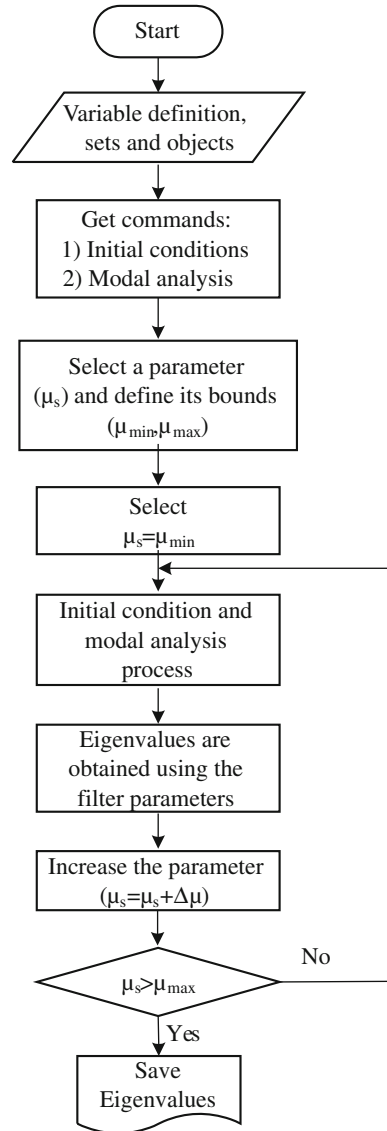 Start
Variable definition,
sets and objects
Get commands:
1) Initial conditions
2) Modal analysis
Select a parameter
(μs) and define its bounds
(μmin,μmax)
Select
μs=μmin
Initial condition and
modal analysis
process
Eigenvalues are
obtained using the
filter parameters
Increase the parameter
(μs=μs+Δμ)
No
μs>μmax
Yes
Save
Eigenvalues